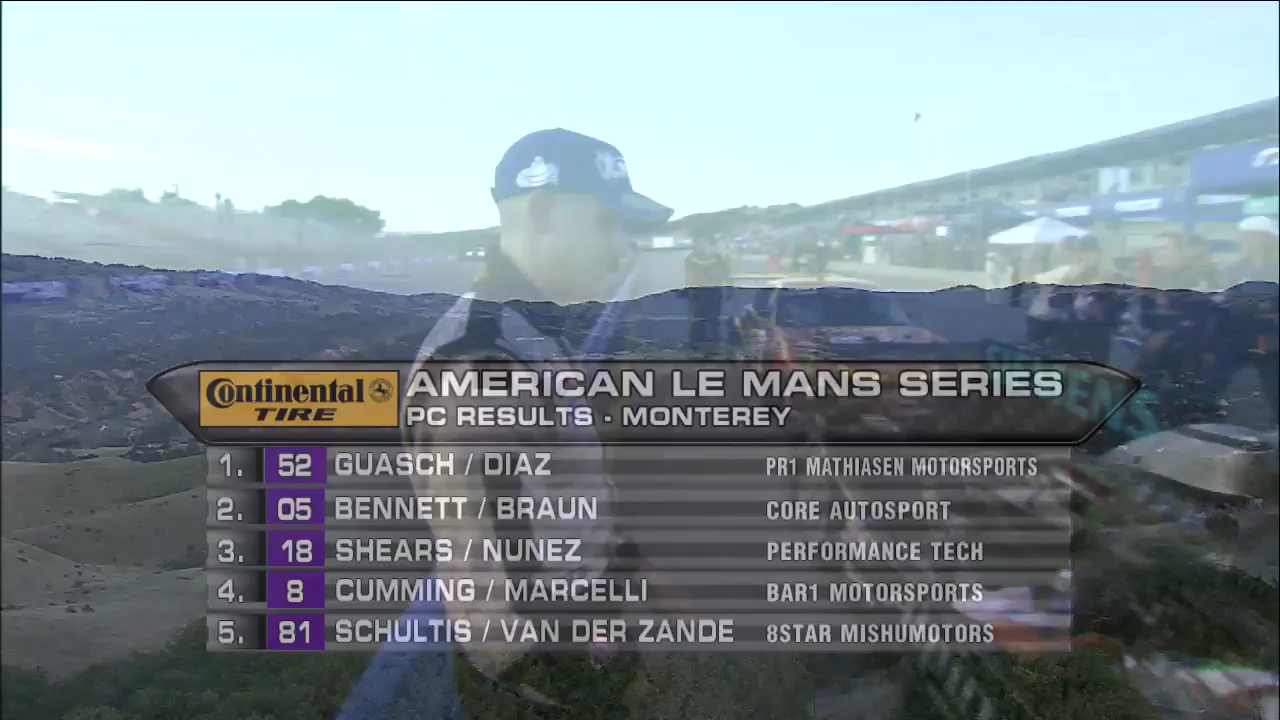 Continental TIRE
AMERICAN LE MANS SERIES
PC RESULTS - MONTEREY
1. 52 GUASCH / DIAZ PR1 MATHIASEN MOTORSPORTS
2. 05 BENNETT / BRAUN CORE AUTOSPORT
3. 18 SHEARS / NUNEZ PERFORMANCE TECH
4. 8 CUMMING / MARCELLI BAR1 MOTORSPORTS
5. 81 SCHULTIS / VAN DER ZANDE 8STAR MISHUMOTORS